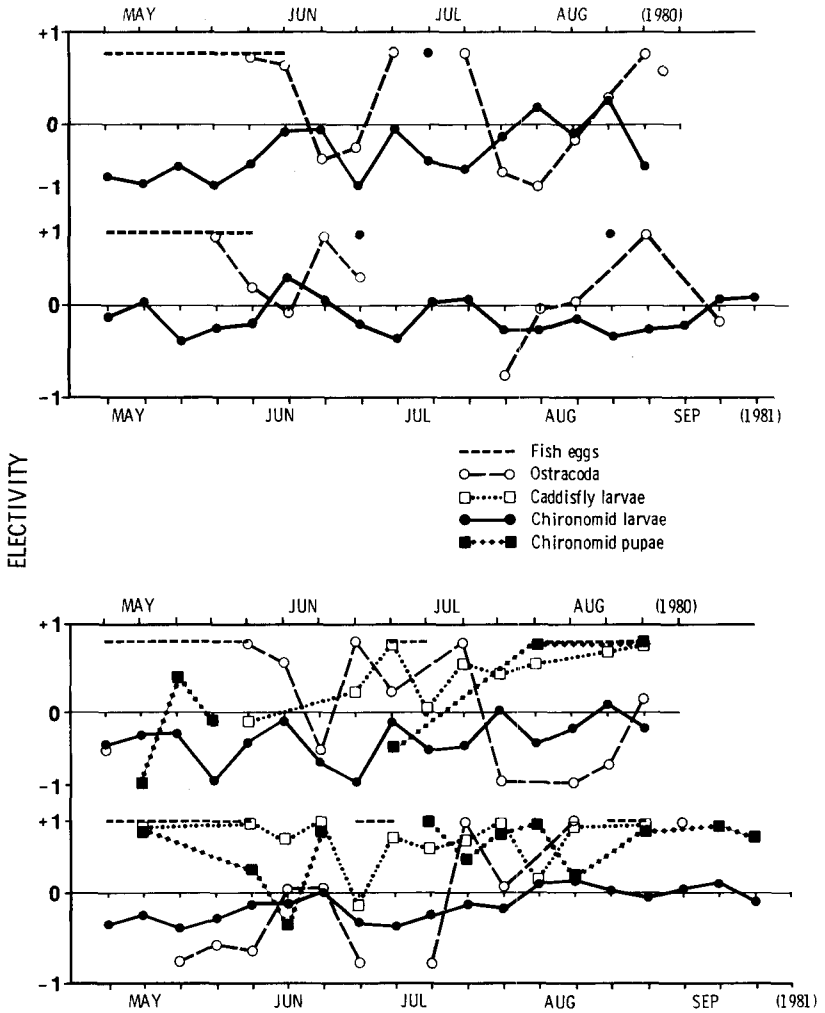 MAY JUN JUL AUG (1980)
+1
0
-1
+1
0
-1
MAY JUN JUL AUG SEP (1981)
ELECTIVITY
Fish eggs
Ostracoda
Caddisfly larvae
Chironomid larvae
Chironomid pupae
MAY JUN JUL AUG (1980)
+1
0
-1
+1
0
-1
MAY JUN JUL AUG SEP (1981)